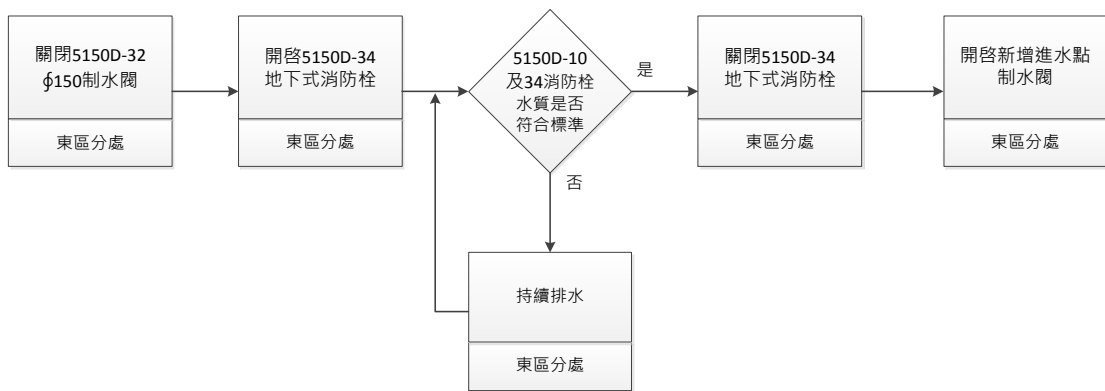 關閉5150D-32
∮150制水閥
東區分處
開啓5150D-34
地下式消防栓
東區分處
5150D-10
及34消防栓
水質是否
符合標準
是
否
持續排水
東區分處
關閉5150D-34
地下式消防栓
東區分處
開啓新增進水點
制水閥
東區分處